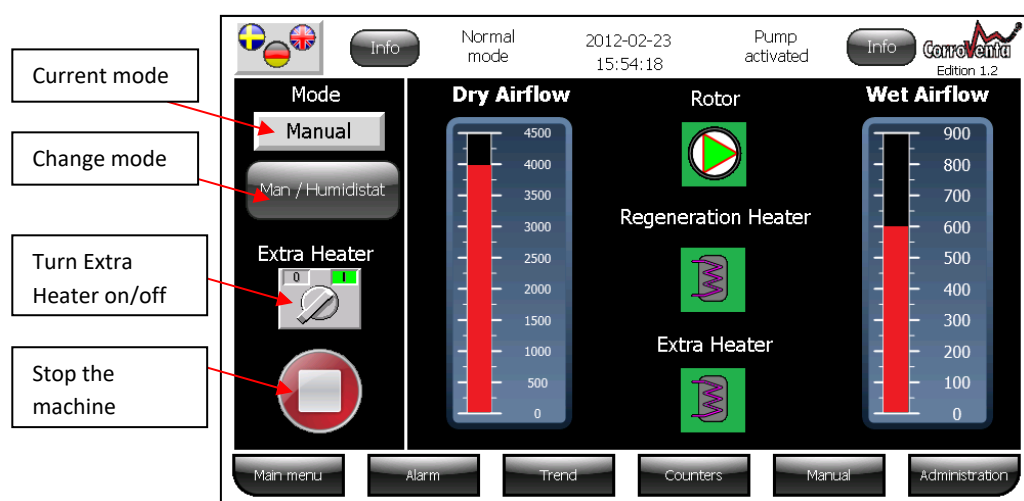 Current mode
Change mode
Turn Extra
Heater on/off
Stop the
machine
Info
Normal
mode
2012-02-23
15:54:18
Pump
activated
Info
CorroVenta
Edition 1.2
Mode
Manual
Man / Humidistat
Extra Heater
0 I
Dry Airflow
4500
4000
3500
3000
2500
2000
1500
1000
500
0
Rotor
Regeneration Heater
Extra Heater
Wet Airflow
900
800
700
600
500
400
300
200
100
0
Main menu
Alarm
Trend
Counters
Manual
Administration